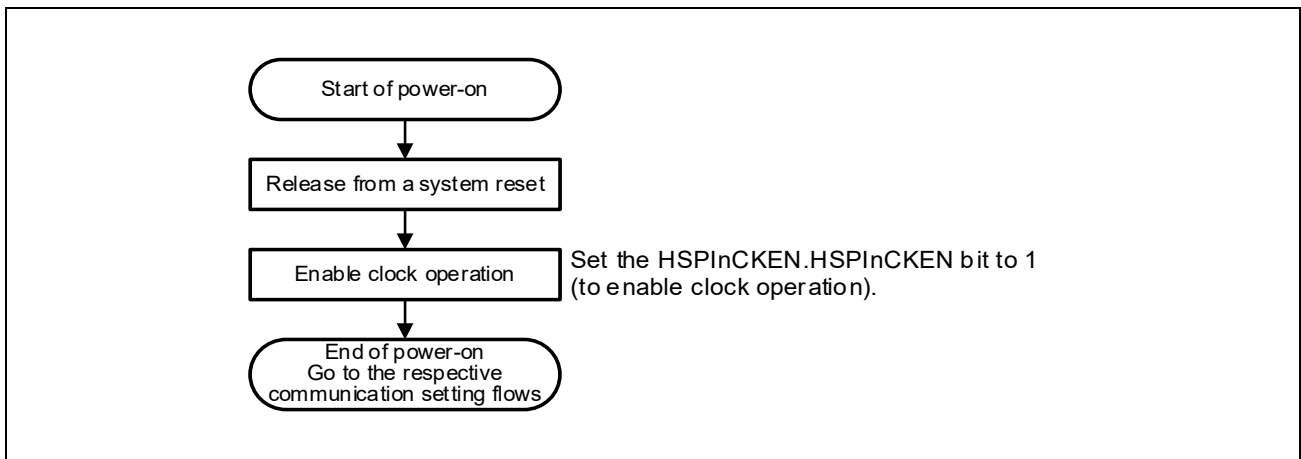 Start of power-on
Release from a system reset
Enable clock operation
Set the HSPInCKEN.HSPInCKEN bit to 1
(to enable clock operation).
End of power-on
Go to the respective
communication setting flows